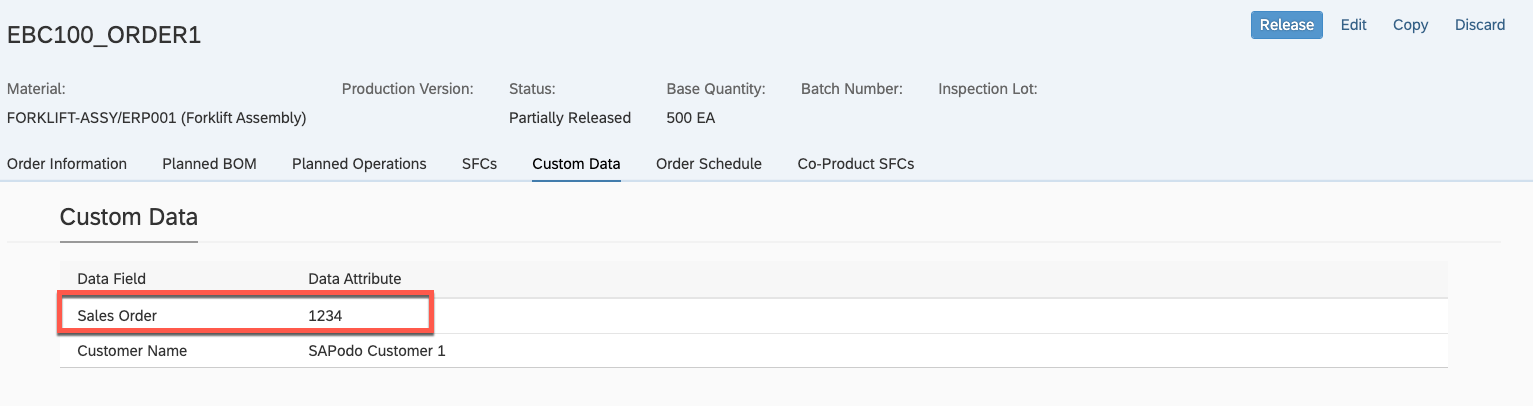 EBC100_ORDER1
Release Edit Copy Discard
Material: Production Version: Status: Base Quantity: Batch Number: Inspection Lot:
FORKLIFT-ASSY/ERP001 (Forklift Assembly) Partially Released 500 EA
Order Information Planned BOM Planned Operations SFCs Custom Data Order Schedule Co-Product SFCs
Custom Data
Data Field Data Attribute
Sales Order 1234
Customer Name SAPodo Customer 1